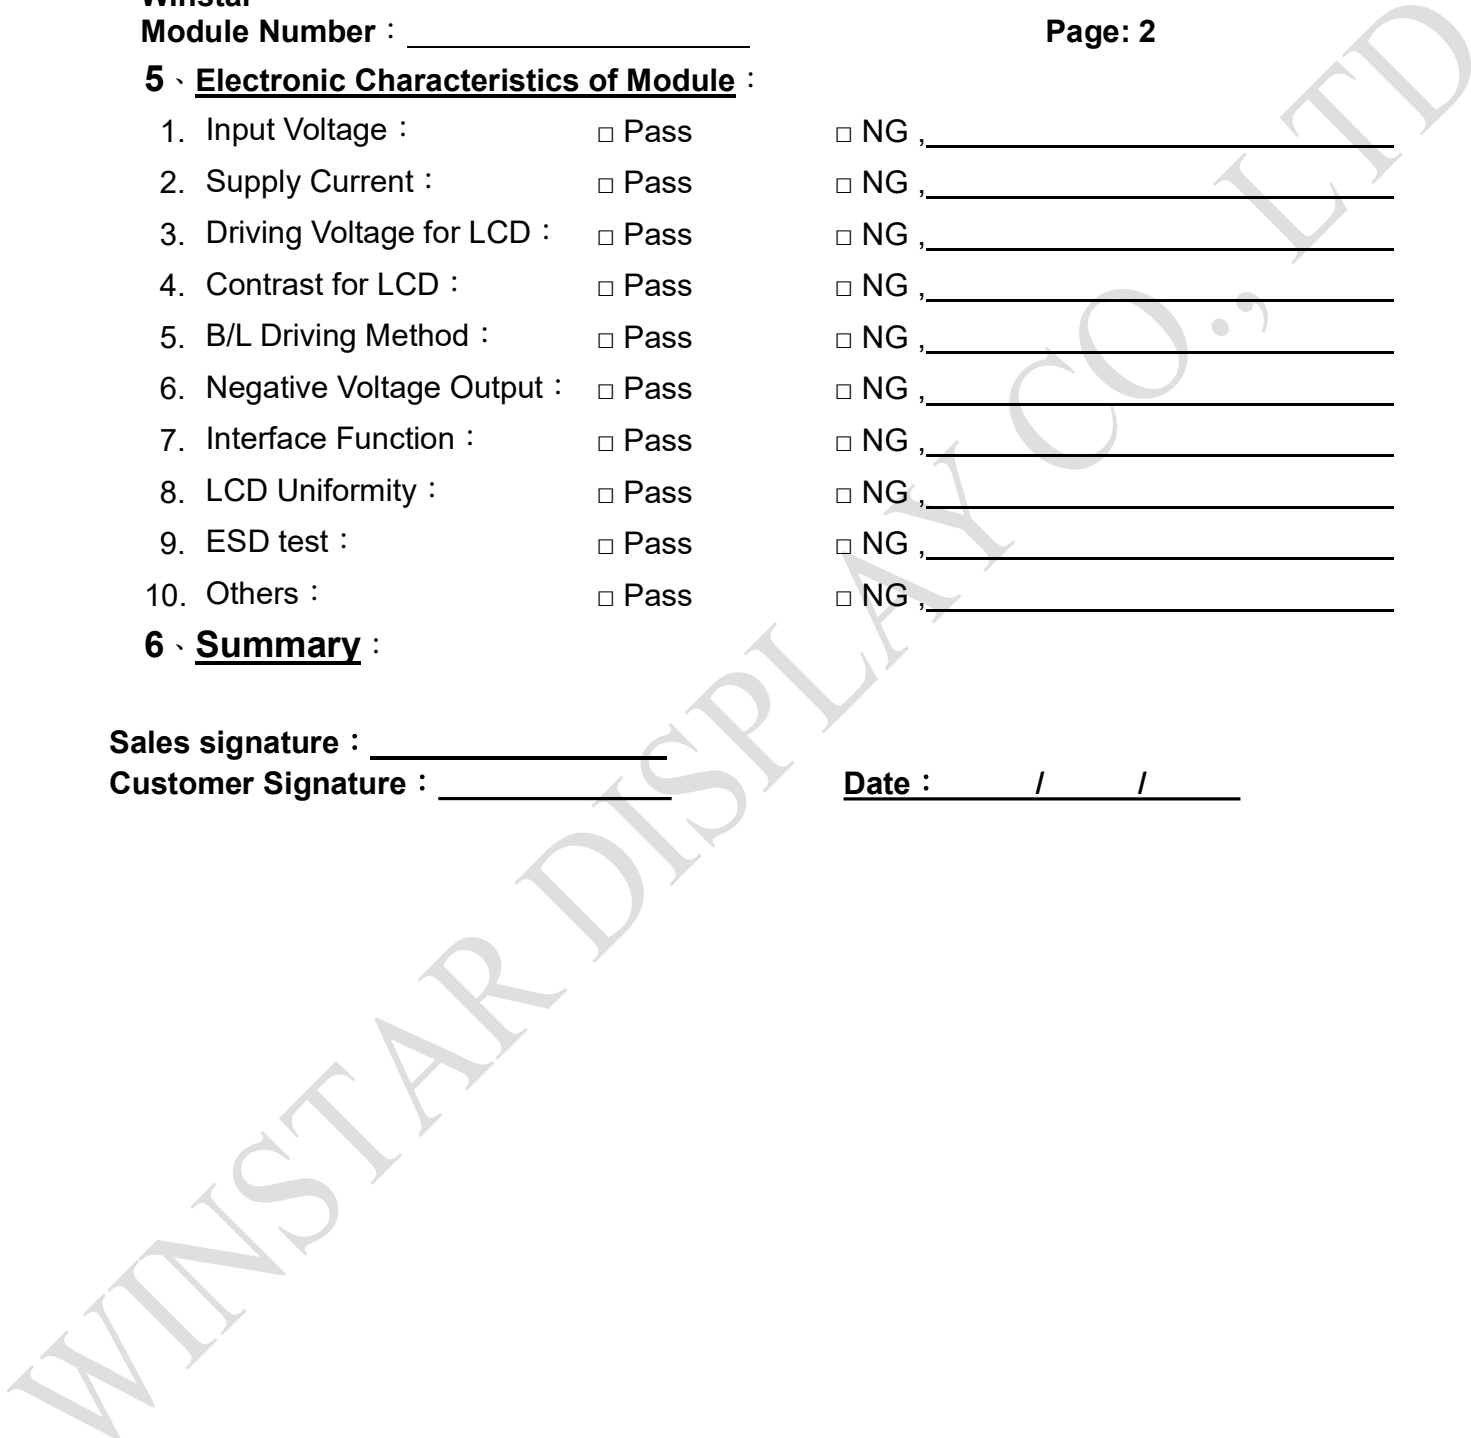 Winstar
Module Number： Page: 2
5、Electronic Characteristics of Module：
1. Input Voltage： □ Pass □ NG ,
2. Supply Current： □ Pass □ NG ,
3. Driving Voltage for LCD： □ Pass □ NG ,
4. Contrast for LCD： □ Pass □ NG ,
5. B/L Driving Method： □ Pass □ NG ,
6. Negative Voltage Output： □ Pass □ NG ,
7. Interface Function： □ Pass □ NG ,
8. LCD Uniformity： □ Pass □ NG ,
9. ESD test： □ Pass □ NG ,
10. Others： □ Pass □ NG ,
6、Summary：
Sales signature：
Customer Signature： Date： / /
WINSTAR DISPLAY CO., LTD